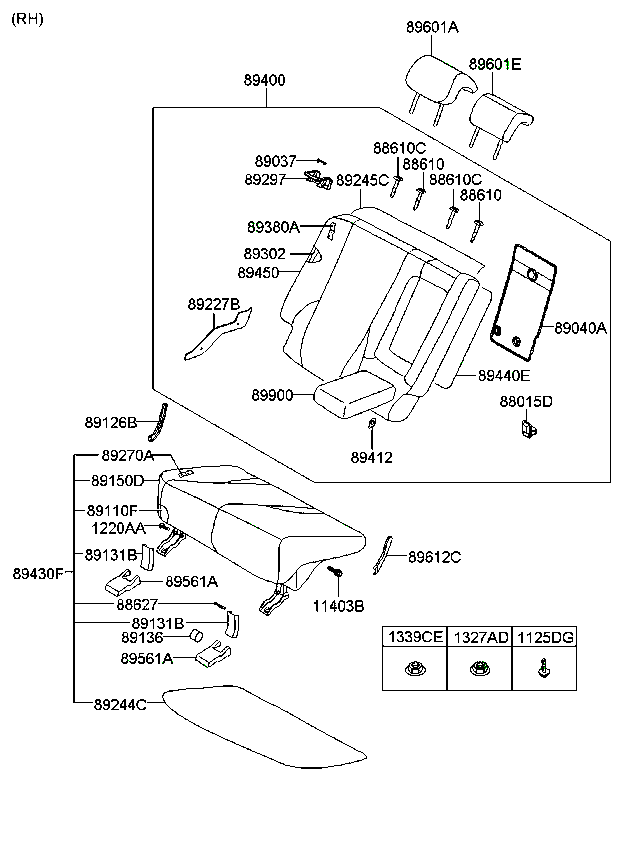 (RH)
89601A
89601E
89400
88610C
88610
89037
89297
89245C
88610C
88610
89380A
89302
89450
89227B
89040A
89440E
89900
88015D
89126B
89412
89270A
89150D
89110F
1220AA
89131B
89612C
89430F
89561A
88627
11403B
89131B
89136
89561A
1339CE
1327AD
1125DG
89244C